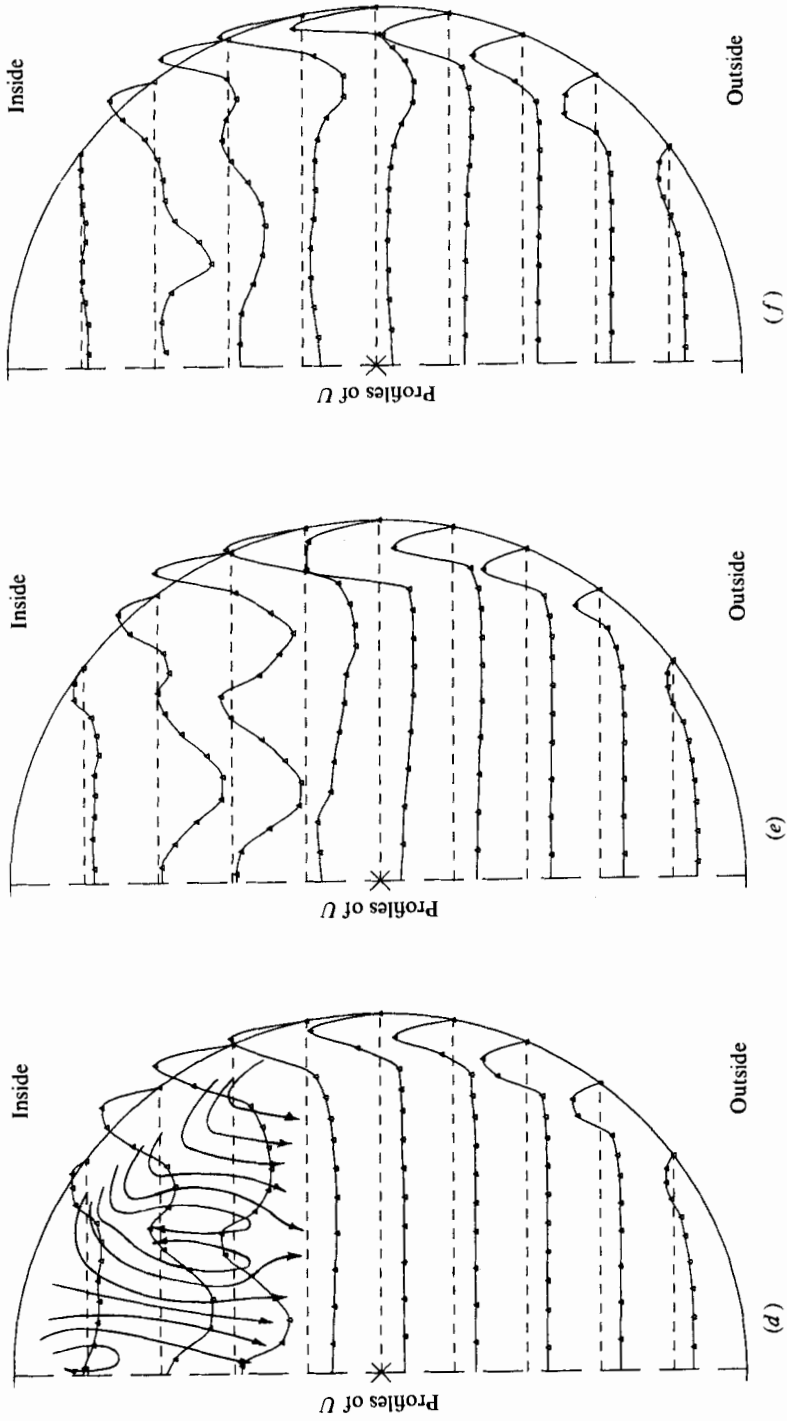 Inside
Outside
Profiles of U
(f)
Inside
Outside
Profiles of U
(e)
Inside
Outside
Profiles of U
(d)